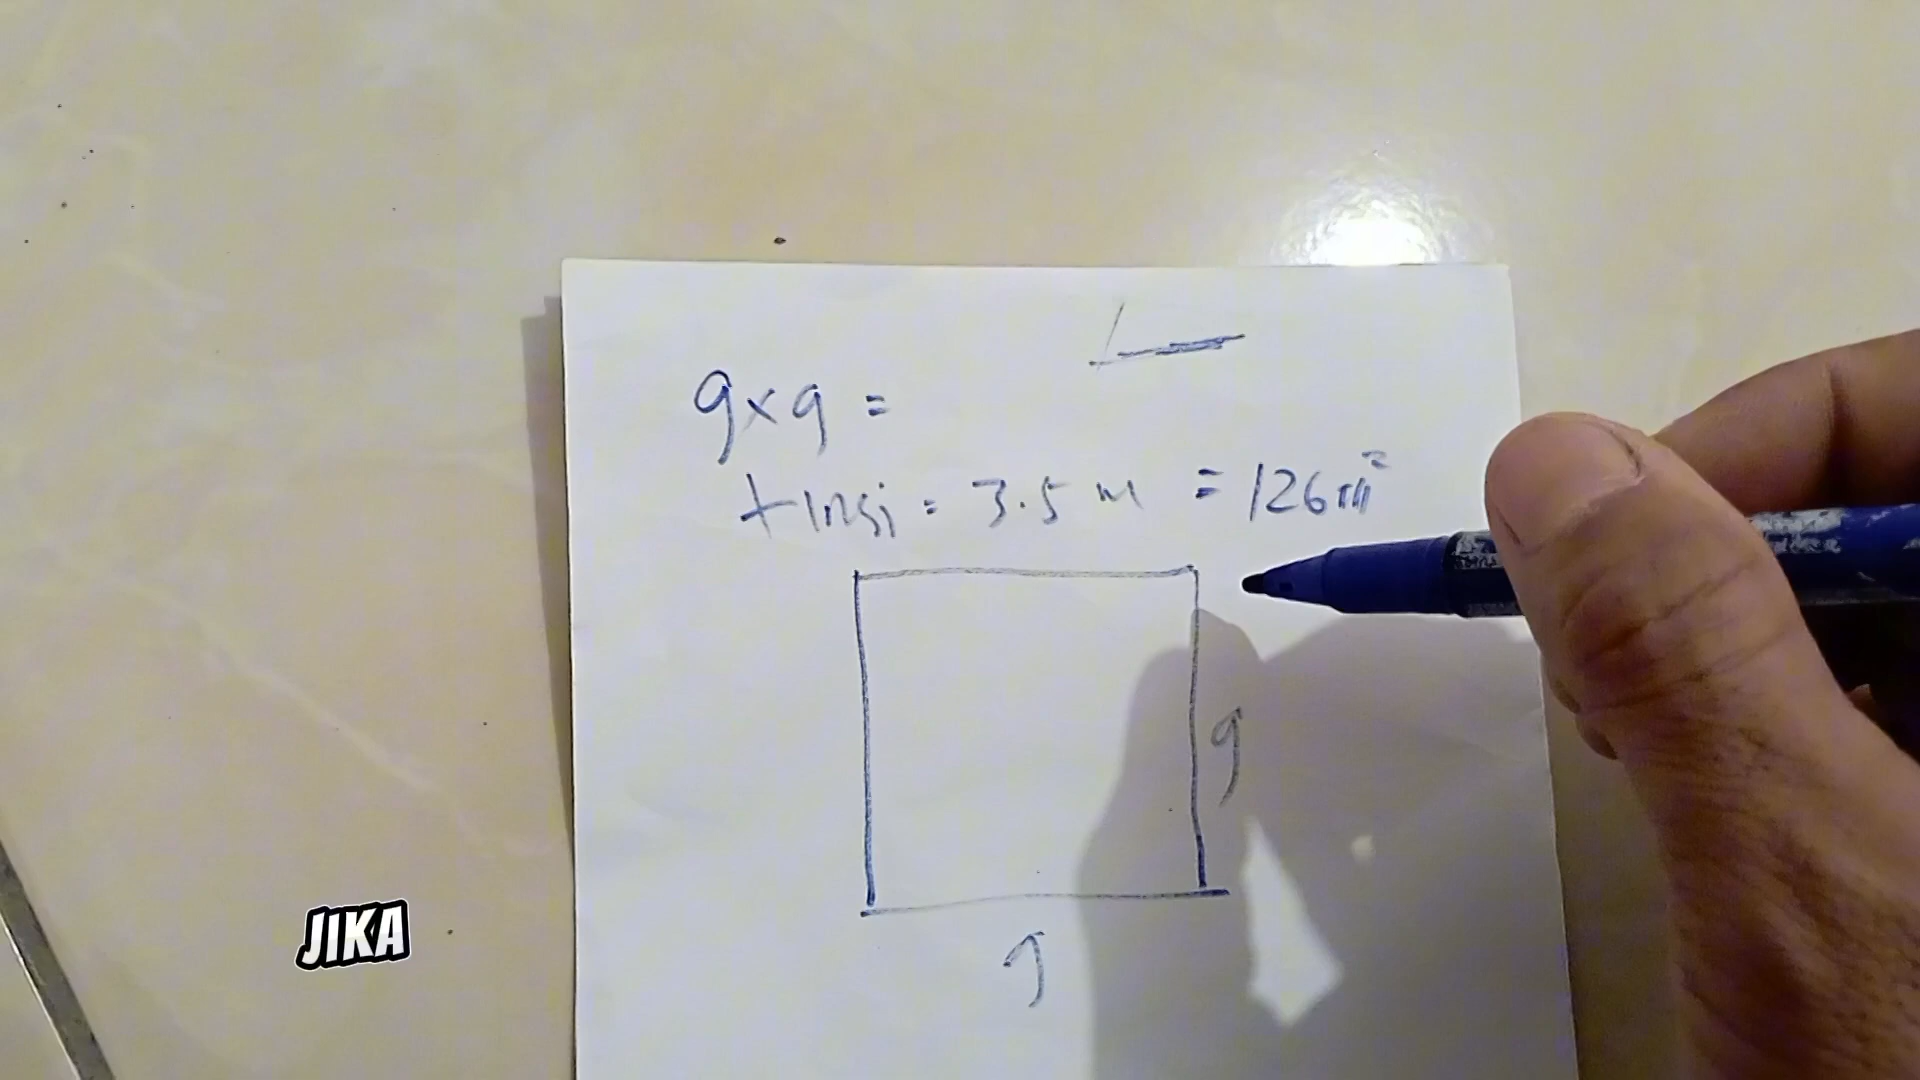 9x9 =
tinggi = 3.5 m = 126 m²
9
9
JIKA